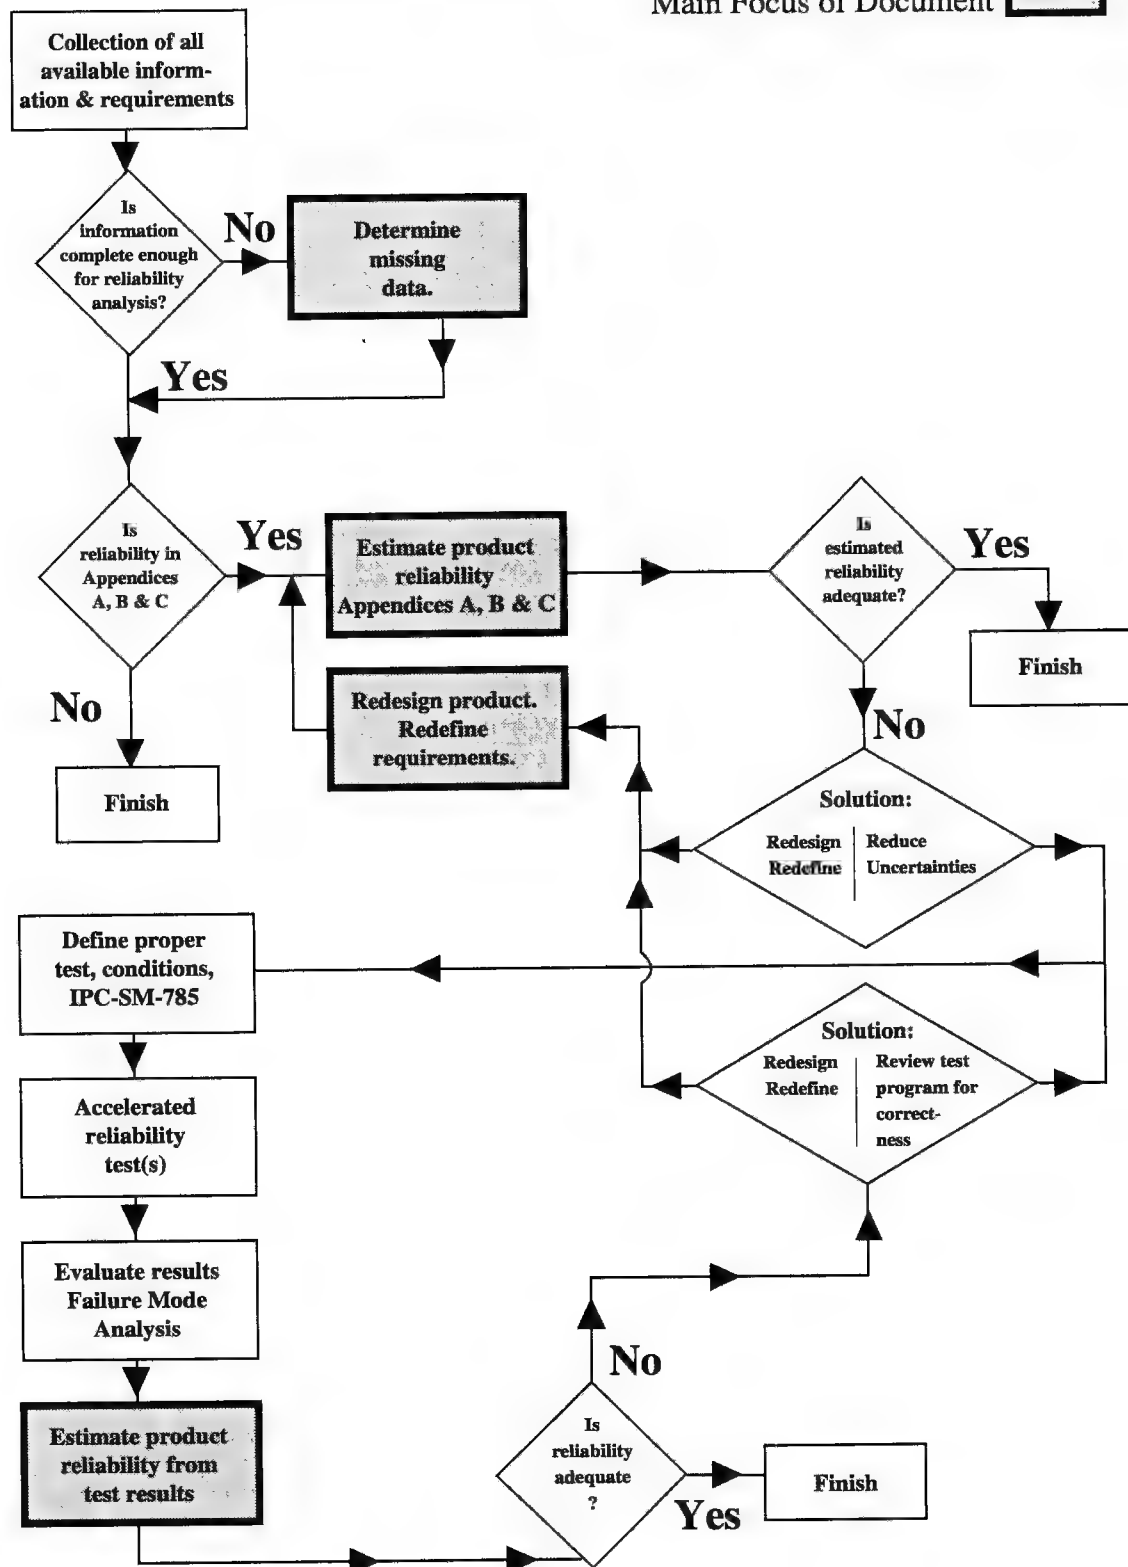 Main Focus of Document
Collection of all
available inform-
ation & requirements
Is
information
complete enough
for reliability
analysis?
No
Determine
missing
data.
Yes
Is
reliability in
Appendices
A, B & C
Yes
Estimate product
reliability
Appendices A, B & C
Is
estimated
reliability
adequate?
Yes
Finish
No
Redesign product.
Redefine
requirements.
No
Finish
Solution:
Redesign
Redefine
Reduce
Uncertainties
Define proper
test, conditions,
IPC-SM-785
Solution:
Redesign
Redefine
Review test
program for
correct-
ness
Accelerated
reliability
test(s)
Evaluate results
Failure Mode
Analysis
No
Estimate product
reliability from
test results
Is
reliability
adequate
?
Yes
Finish